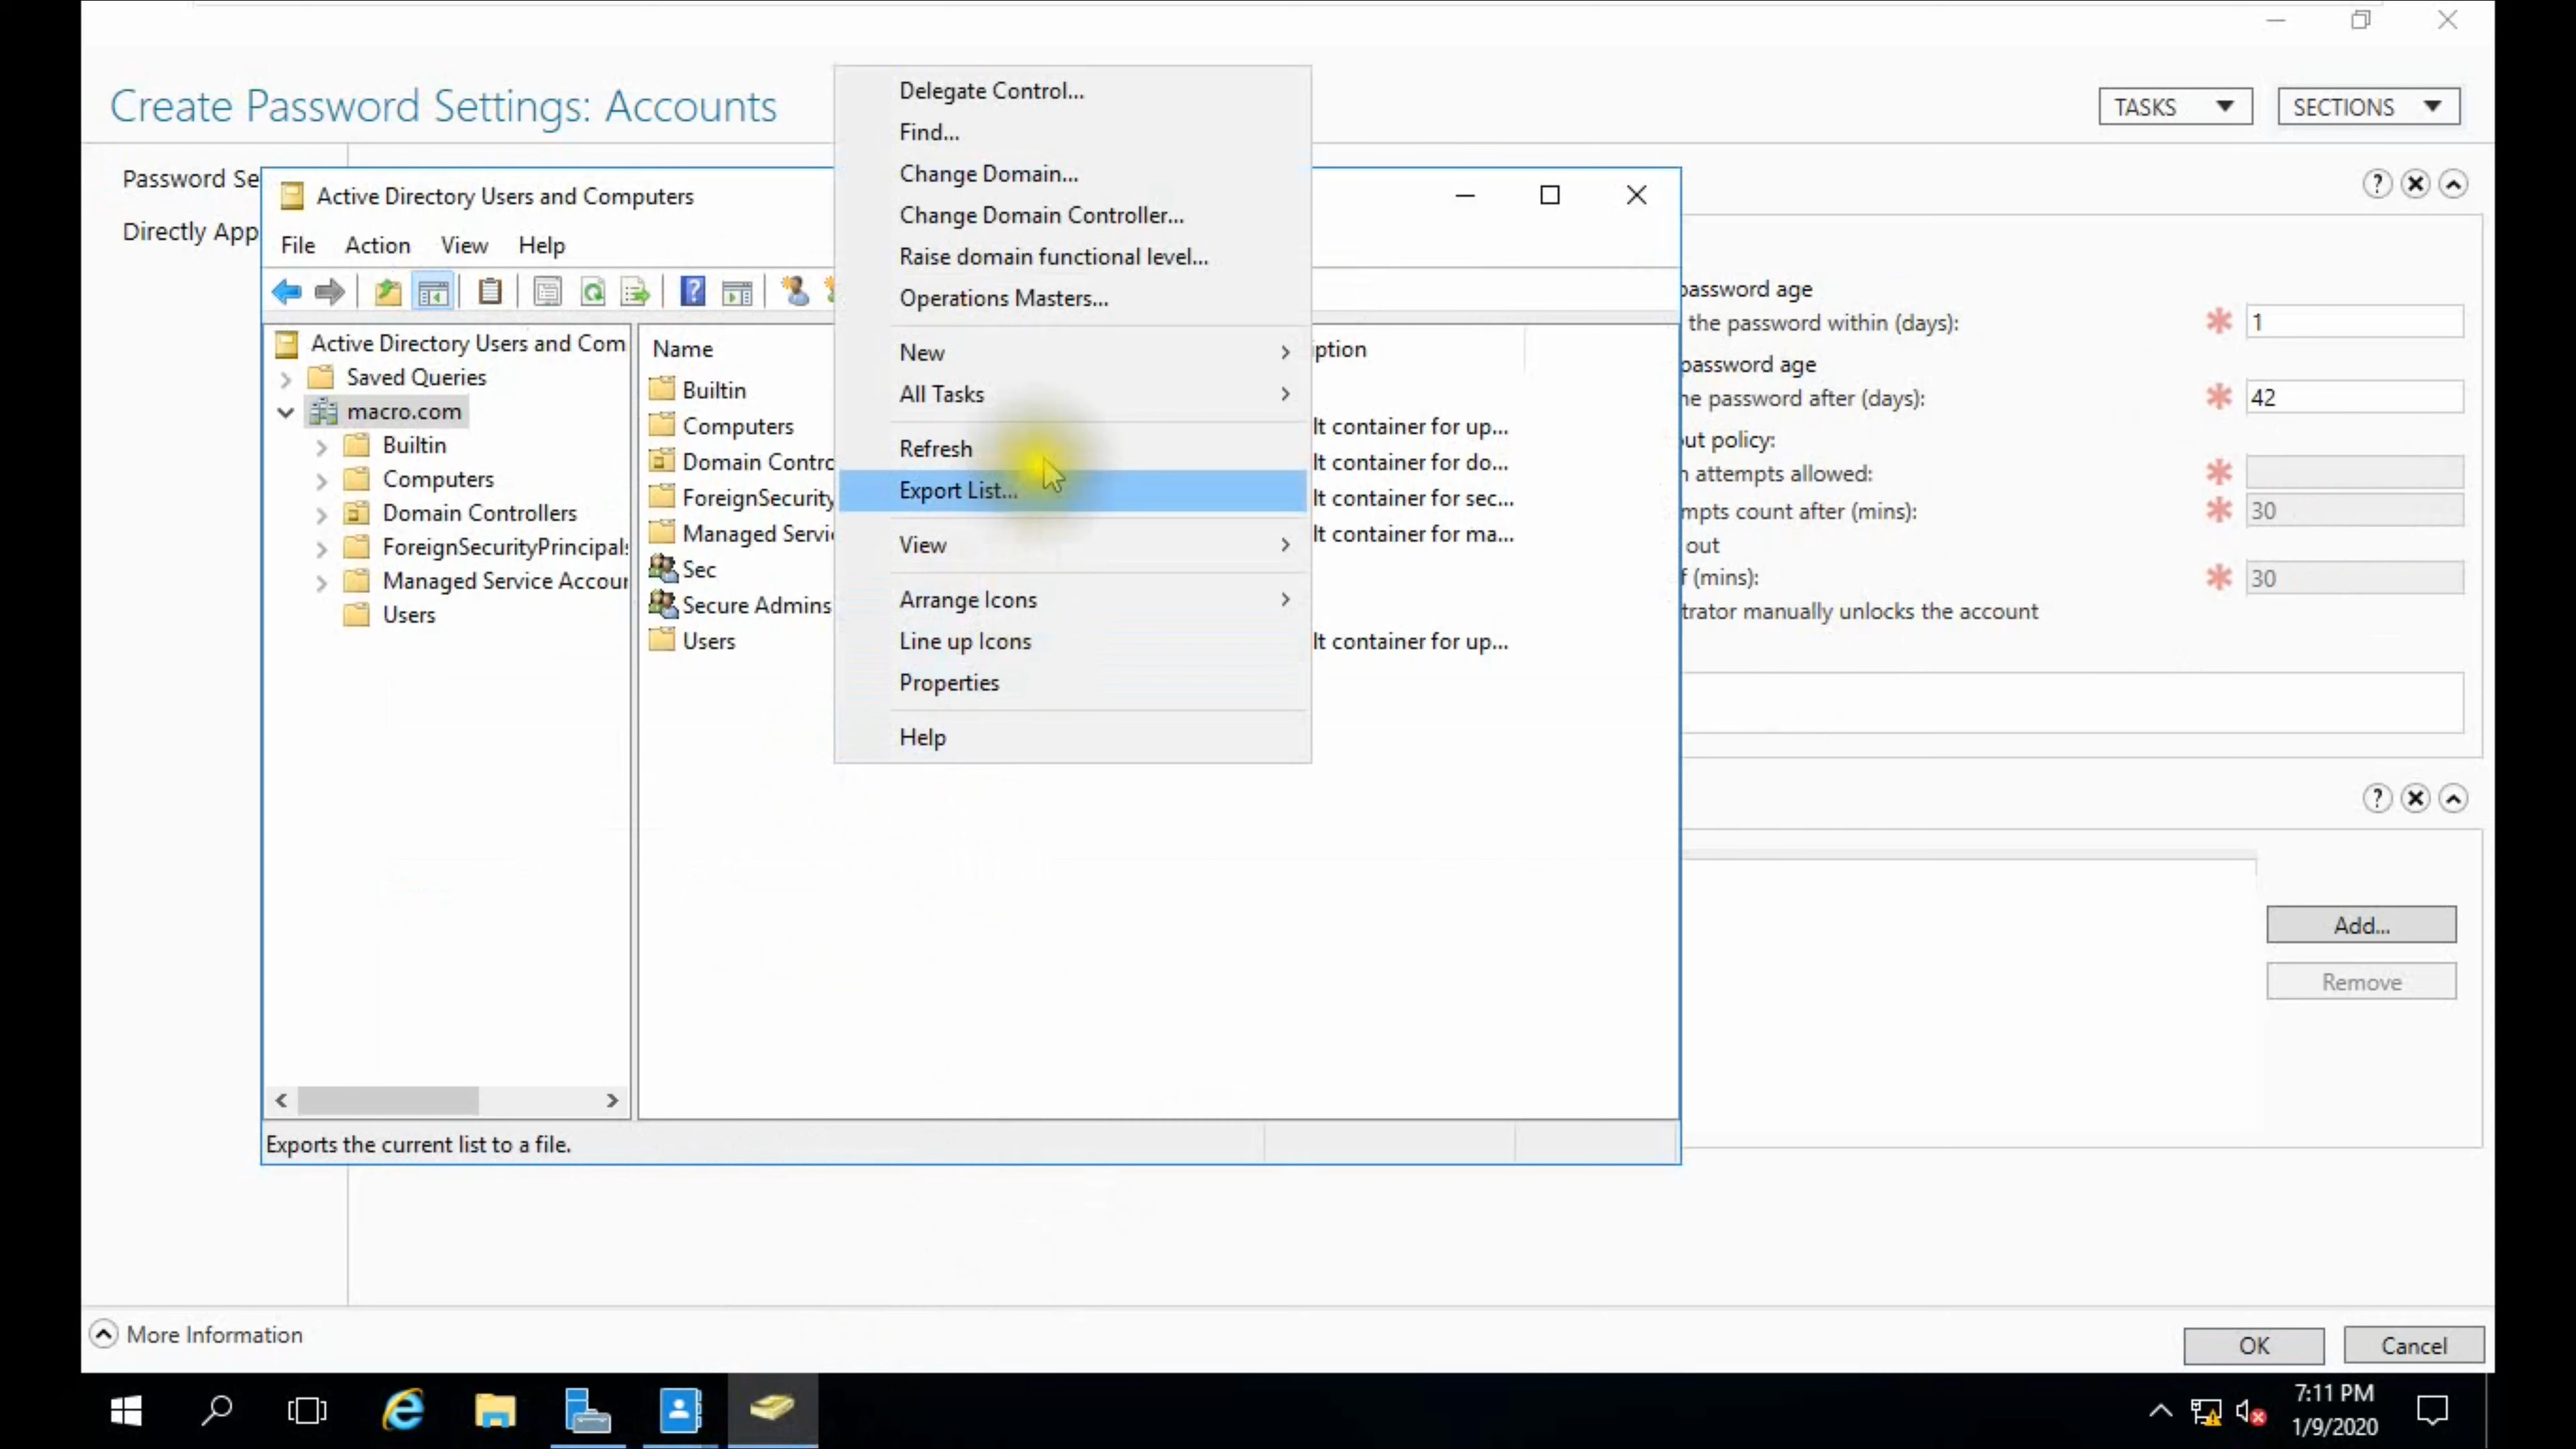 Create Password Settings: Accounts
TASKS
SECTIONS
Password Se
Directly App
Active Directory Users and Computers
File Action View Help
Active Directory Users and Com
Saved Queries
macro.com
Builtin
Computers
Domain Controllers
ForeignSecurityPrincipals
Managed Service Accour
Users
Name
ption
Builtin
Computers
lt container for up...
Domain Contro
lt container for do...
ForeignSecurity
lt container for sec...
Managed Servi
lt container for ma...
Sec
Secure Admins
Users
lt container for up...
Delegate Control...
Find...
Change Domain...
Change Domain Controller...
Raise domain functional level...
Operations Masters...
New
All Tasks
Refresh
Export List...
View
Arrange Icons
Line up Icons
Properties
Help
Exports the current list to a file.
password age
the password within (days):
1
password age
he password after (days):
42
out policy:
n attempts allowed:
mpts count after (mins):
30
out
f (mins):
30
trator manually unlocks the account
Add...
Remove
More Information
OK
Cancel
7:11 PM
1/9/2020